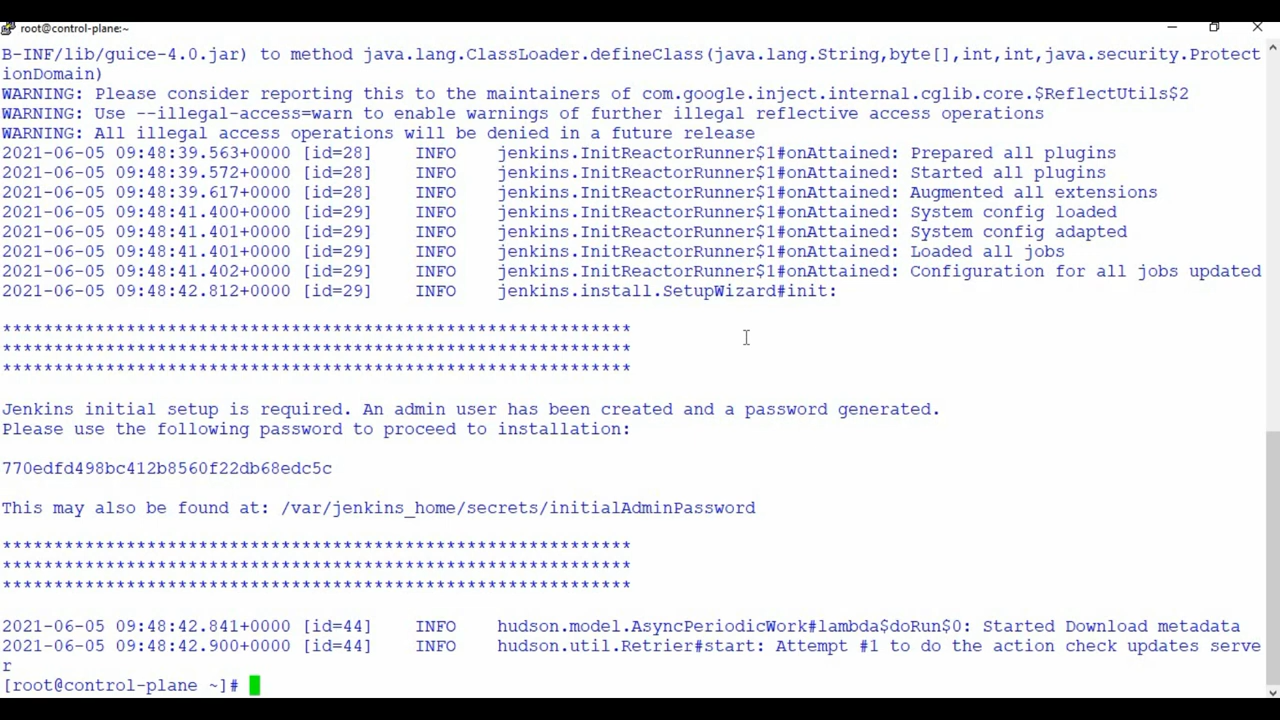 root@control-plane:~
B-INF/lib/guice-4.0.jar) to method java.lang.ClassLoader.defineClass(java.lang.String,byte[],int,int,java.security.Protect
ionDomain)
WARNING: Please consider reporting this to the maintainers of com.google.inject.internal.cglib.core.$ReflectUtils$2
WARNING: Use --illegal-access=warn to enable warnings of further illegal reflective access operations
WARNING: All illegal access operations will be denied in a future release
2021-06-05 09:48:39.563+0000 [id=28]    INFO    jenkins.InitReactorRunner$1#onAttained: Prepared all plugins
2021-06-05 09:48:39.572+0000 [id=28]    INFO    jenkins.InitReactorRunner$1#onAttained: Started all plugins
2021-06-05 09:48:39.617+0000 [id=28]    INFO    jenkins.InitReactorRunner$1#onAttained: Augmented all extensions
2021-06-05 09:48:41.400+0000 [id=29]    INFO    jenkins.InitReactorRunner$1#onAttained: System config loaded
2021-06-05 09:48:41.401+0000 [id=29]    INFO    jenkins.InitReactorRunner$1#onAttained: System config adapted
2021-06-05 09:48:41.401+0000 [id=29]    INFO    jenkins.InitReactorRunner$1#onAttained: Loaded all jobs
2021-06-05 09:48:41.402+0000 [id=29]    INFO    jenkins.InitReactorRunner$1#onAttained: Configuration for all jobs updated
2021-06-05 09:48:42.812+0000 [id=29]    INFO    jenkins.install.SetupWizard#init:
*************************************************************
*************************************************************
*************************************************************
Jenkins initial setup is required. An admin user has been created and a password generated.
Please use the following password to proceed to installation:
770edfd498bc412b8560f22db68edc5c
This may also be found at: /var/jenkins_home/secrets/initialAdminPassword
*************************************************************
*************************************************************
*************************************************************
2021-06-05 09:48:42.841+0000 [id=44]    INFO    hudson.model.AsyncPeriodicWork#lambda$doRun$0: Started Download metadata
2021-06-05 09:48:42.900+0000 [id=44]    INFO    hudson.util.Retrier#start: Attempt #1 to do the action check updates serve
r
[root@control-plane ~]#